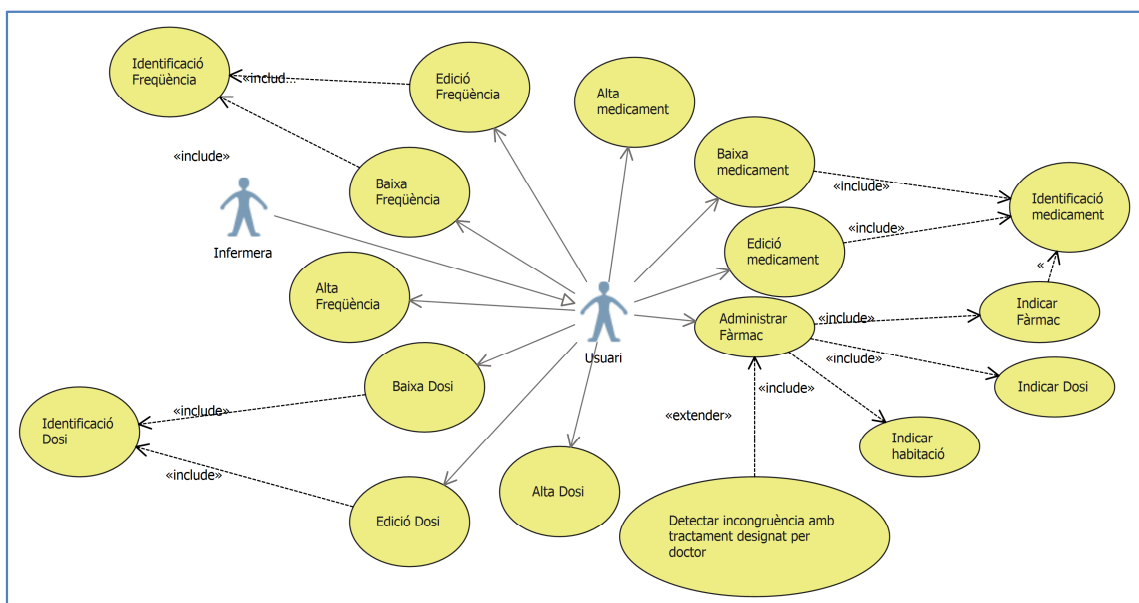 Identificació
Freqüència
«includ...
Edició
Freqüència
Alta
medicament
Baixa
medicament
«include»
Identificació
medicament
«include»
Baixa
Freqüència
Infermera
Edició
medicament
«include»
«
Alta
Freqüència
Usuari
Administrar
Fàrmac
«include»
Indicar
Fàrmac
«include»
Indicar Dosi
Baixa Dosi
«include»
«include»
«extender»
Identificació
Dosi
«include»
Indicar
habitació
Edició Dosi
Alta Dosi
Detectar incongruència amb
tractament designat per
doctor